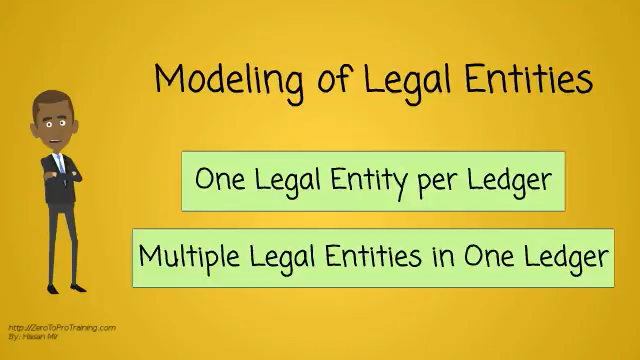 Modeling of Legal Entities
One Legal Entity per Ledger
Multiple Legal Entities in One Ledger
http://ZeroToProTraining.com
By: Hasan Mir